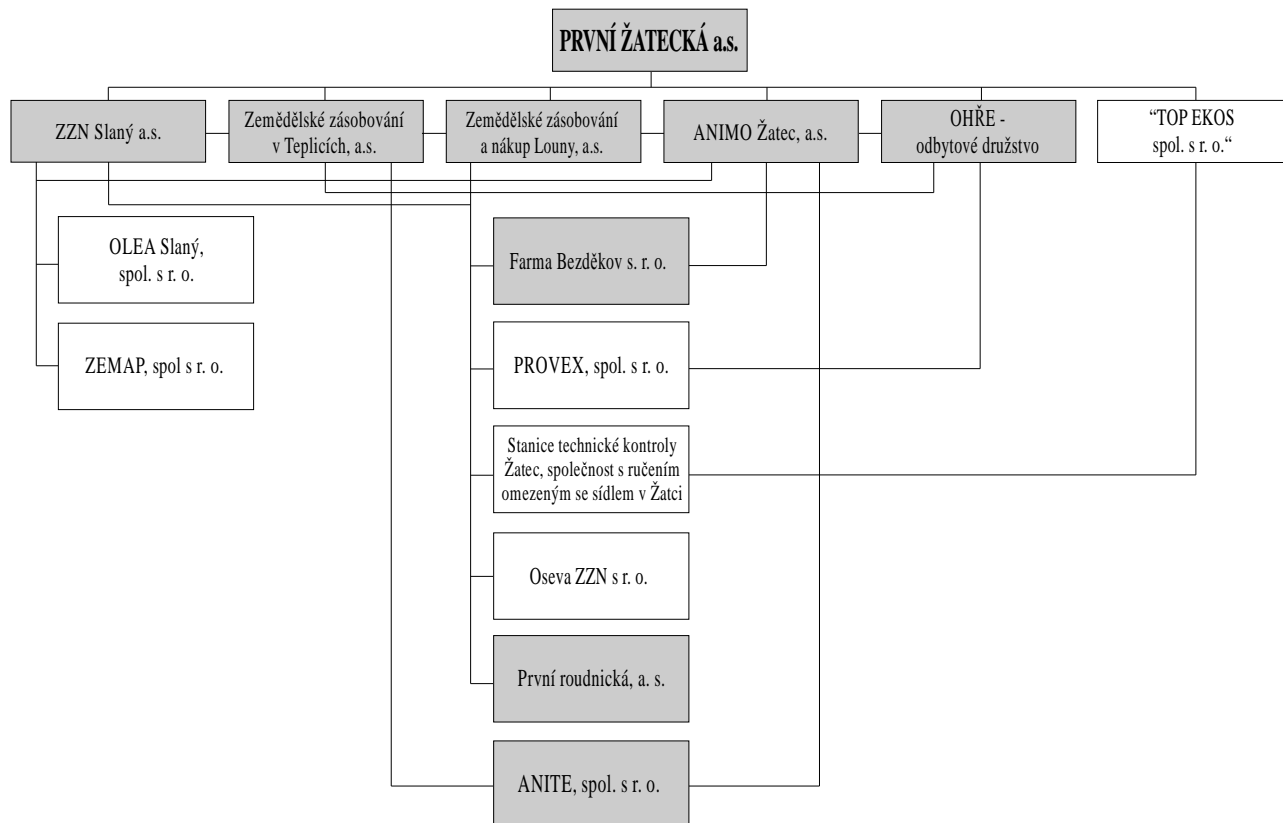 PRVNÍ ŽATECKÁ a.s.
ZZN Slaný a.s.
Zemědělské zásobování
v Teplicích, a.s.
Zemědělské zásobování
a nákup Louny, a.s.
ANIMO Žatec, a.s.
OHŘE -
odbytové družstvo
“TOP EKOS
spol. s r. o.“
OLEA Slaný,
spol. s r. o.
ZEMAP, spol s r. o.
Farma Bezděkov s. r. o.
PROVEX, spol. s r. o.
Stanice technické kontroly
Žatec, společnost s ručením
omezeným se sídlem v Žatci
Oseva ZZN s r. o.
První roudnická, a. s.
ANITE, spol. s r. o.